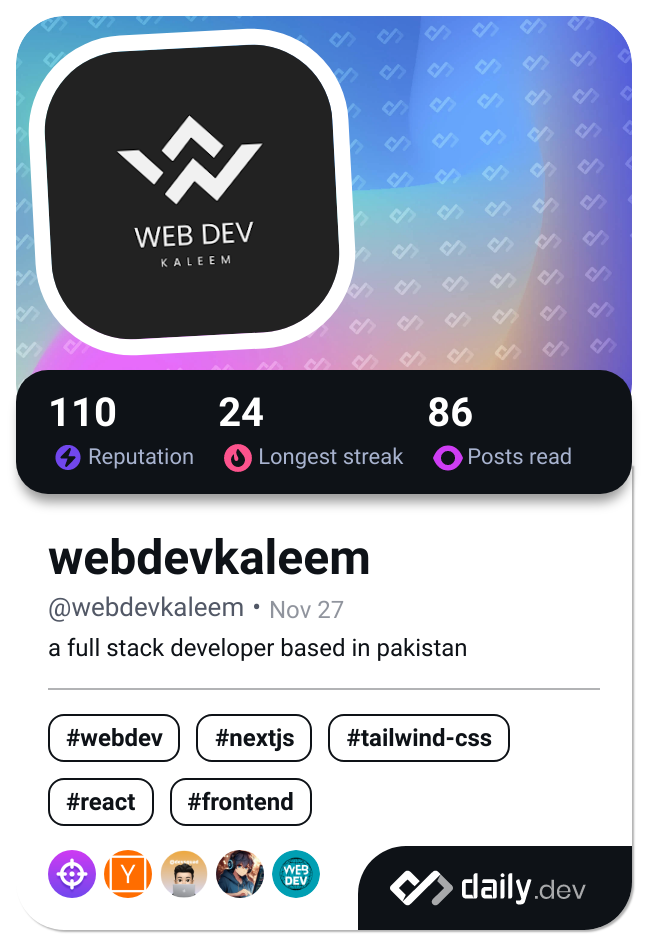 WEB DEV
KALEEM
110 24 86
Reputation Longest streak Posts read
webdevkaleem
@webdevkaleem • Nov 27
a full stack developer based in pakistan
#webdev #nextjs #tailwind-css
#react #frontend
Y
WEB
DEV
daily.dev